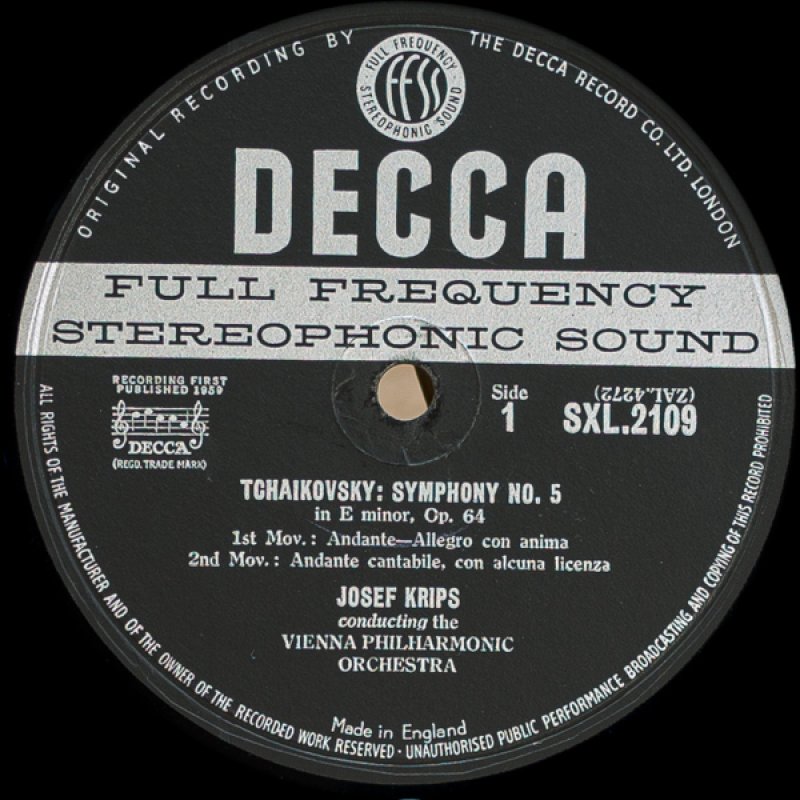 ORIGINAL RECORDING BY
THE DECCA RECORD CO. LTD. LONDON
FULL FREQUENCY
FFSS
STEREOPHONIC SOUND
DECCA
FULL FREQUENCY
STEREOPHONIC SOUND
RECORDING FIRST
PUBLISHED 1959
DECCA
(REGD. TRADE MARK)
Side
1
(ZAL.4272)
SXL.2109
TCHAIKOVSKY: SYMPHONY NO. 5
in E minor, Op. 64
1st Mov.: Andante—Allegro con anima
2nd Mov.: Andante cantabile, con alcuna licenza
JOSEF KRIPS
conducting the
VIENNA PHILHARMONIC
ORCHESTRA
Made in England
ALL RIGHTS OF THE MANUFACTURER AND OF THE OWNER OF THE RECORDED WORK RESERVED · UNAUTHORISED PUBLIC PERFORMANCE BROADCASTING AND COPYING OF THIS RECORD PROHIBITED